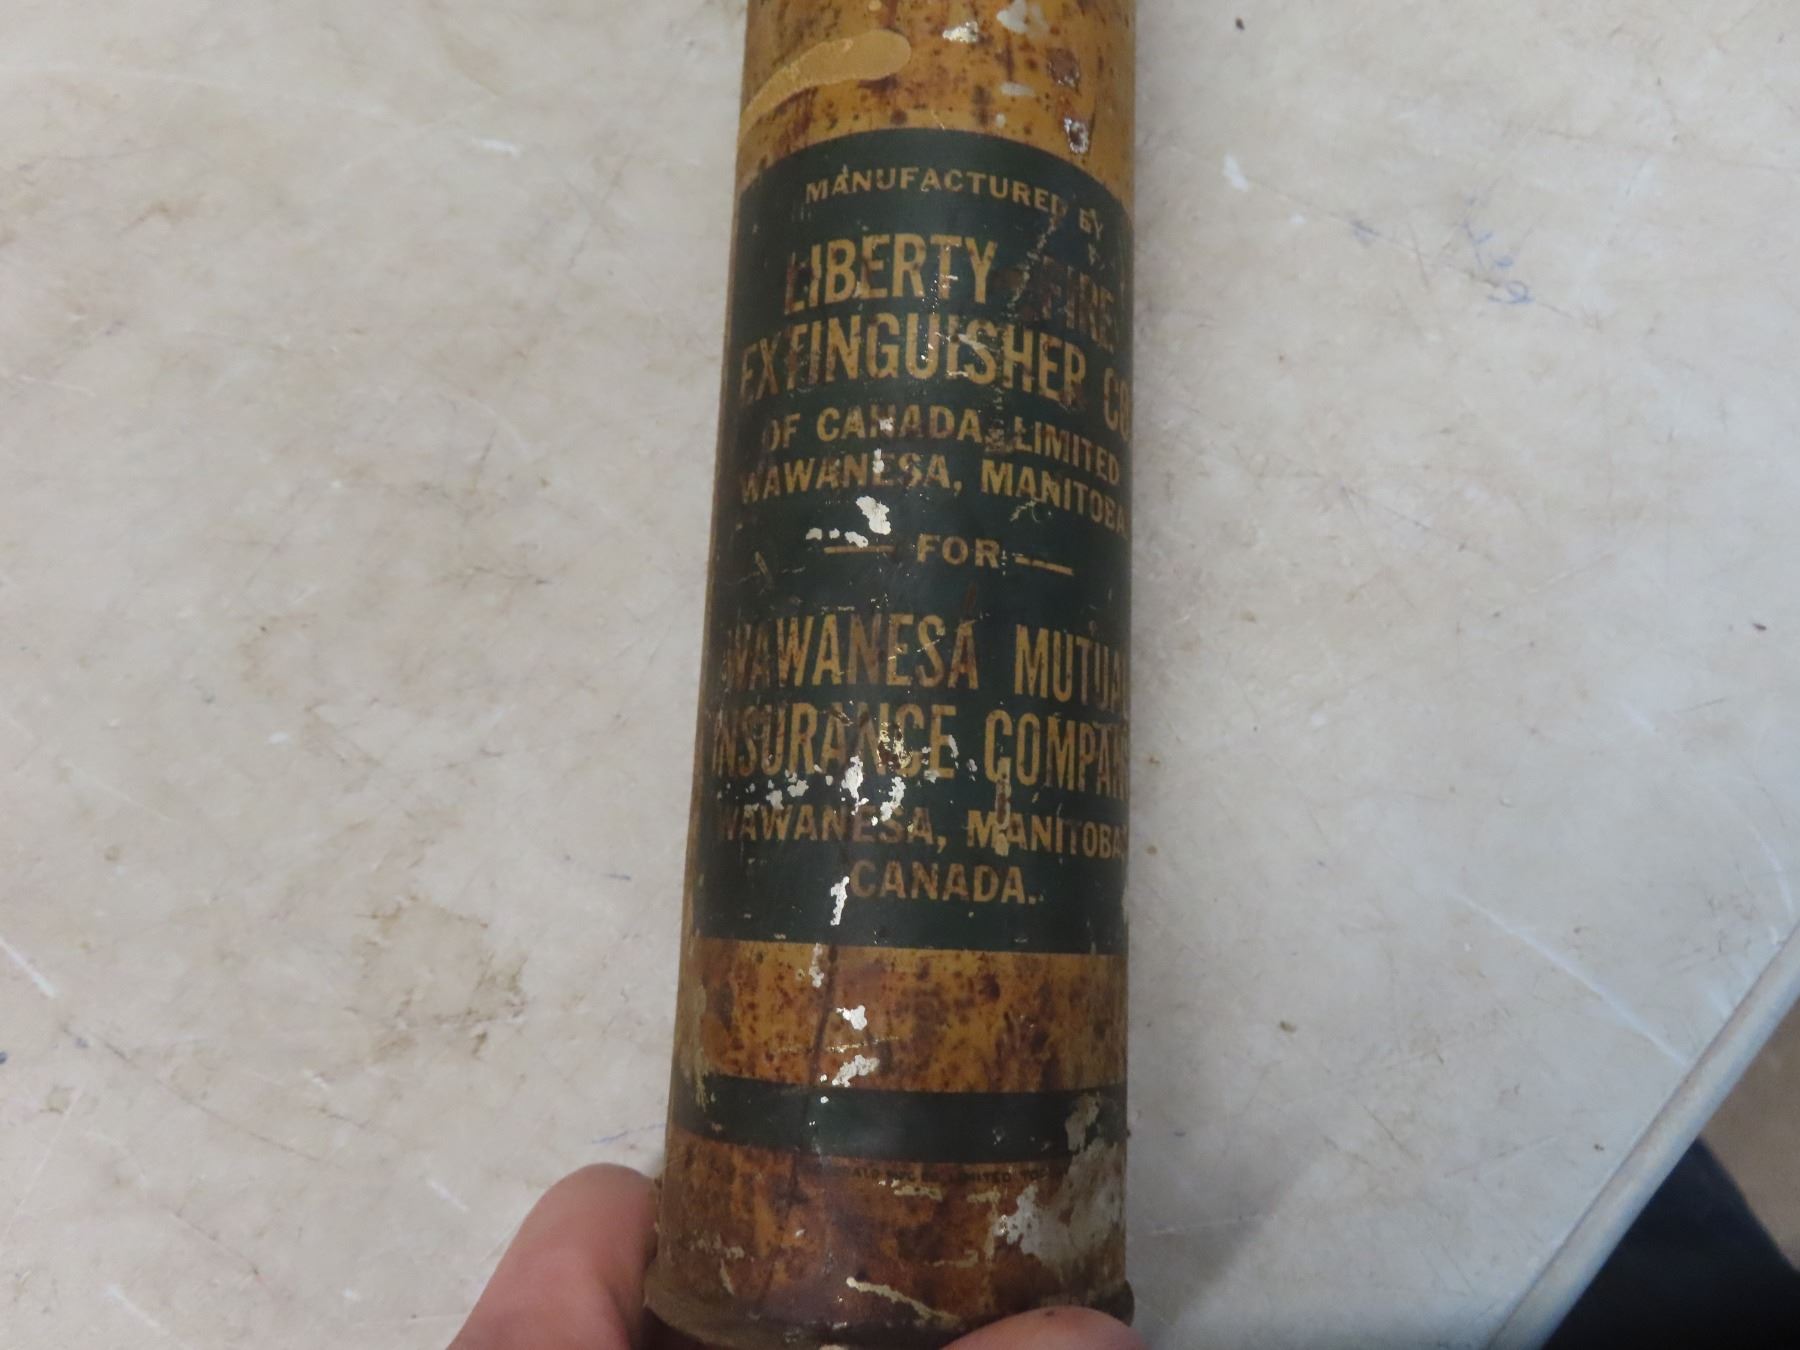 MANUFACTURED BY
LIBERTY FIRE
EXTINGUISHER CO
OF CANADA, LIMITED
WAWANESA, MANITOBA
— FOR —
WAWANESA MUTUAL
INSURANCE COMPANY
WAWANESA, MANITOBA,
CANADA.
LIMITED